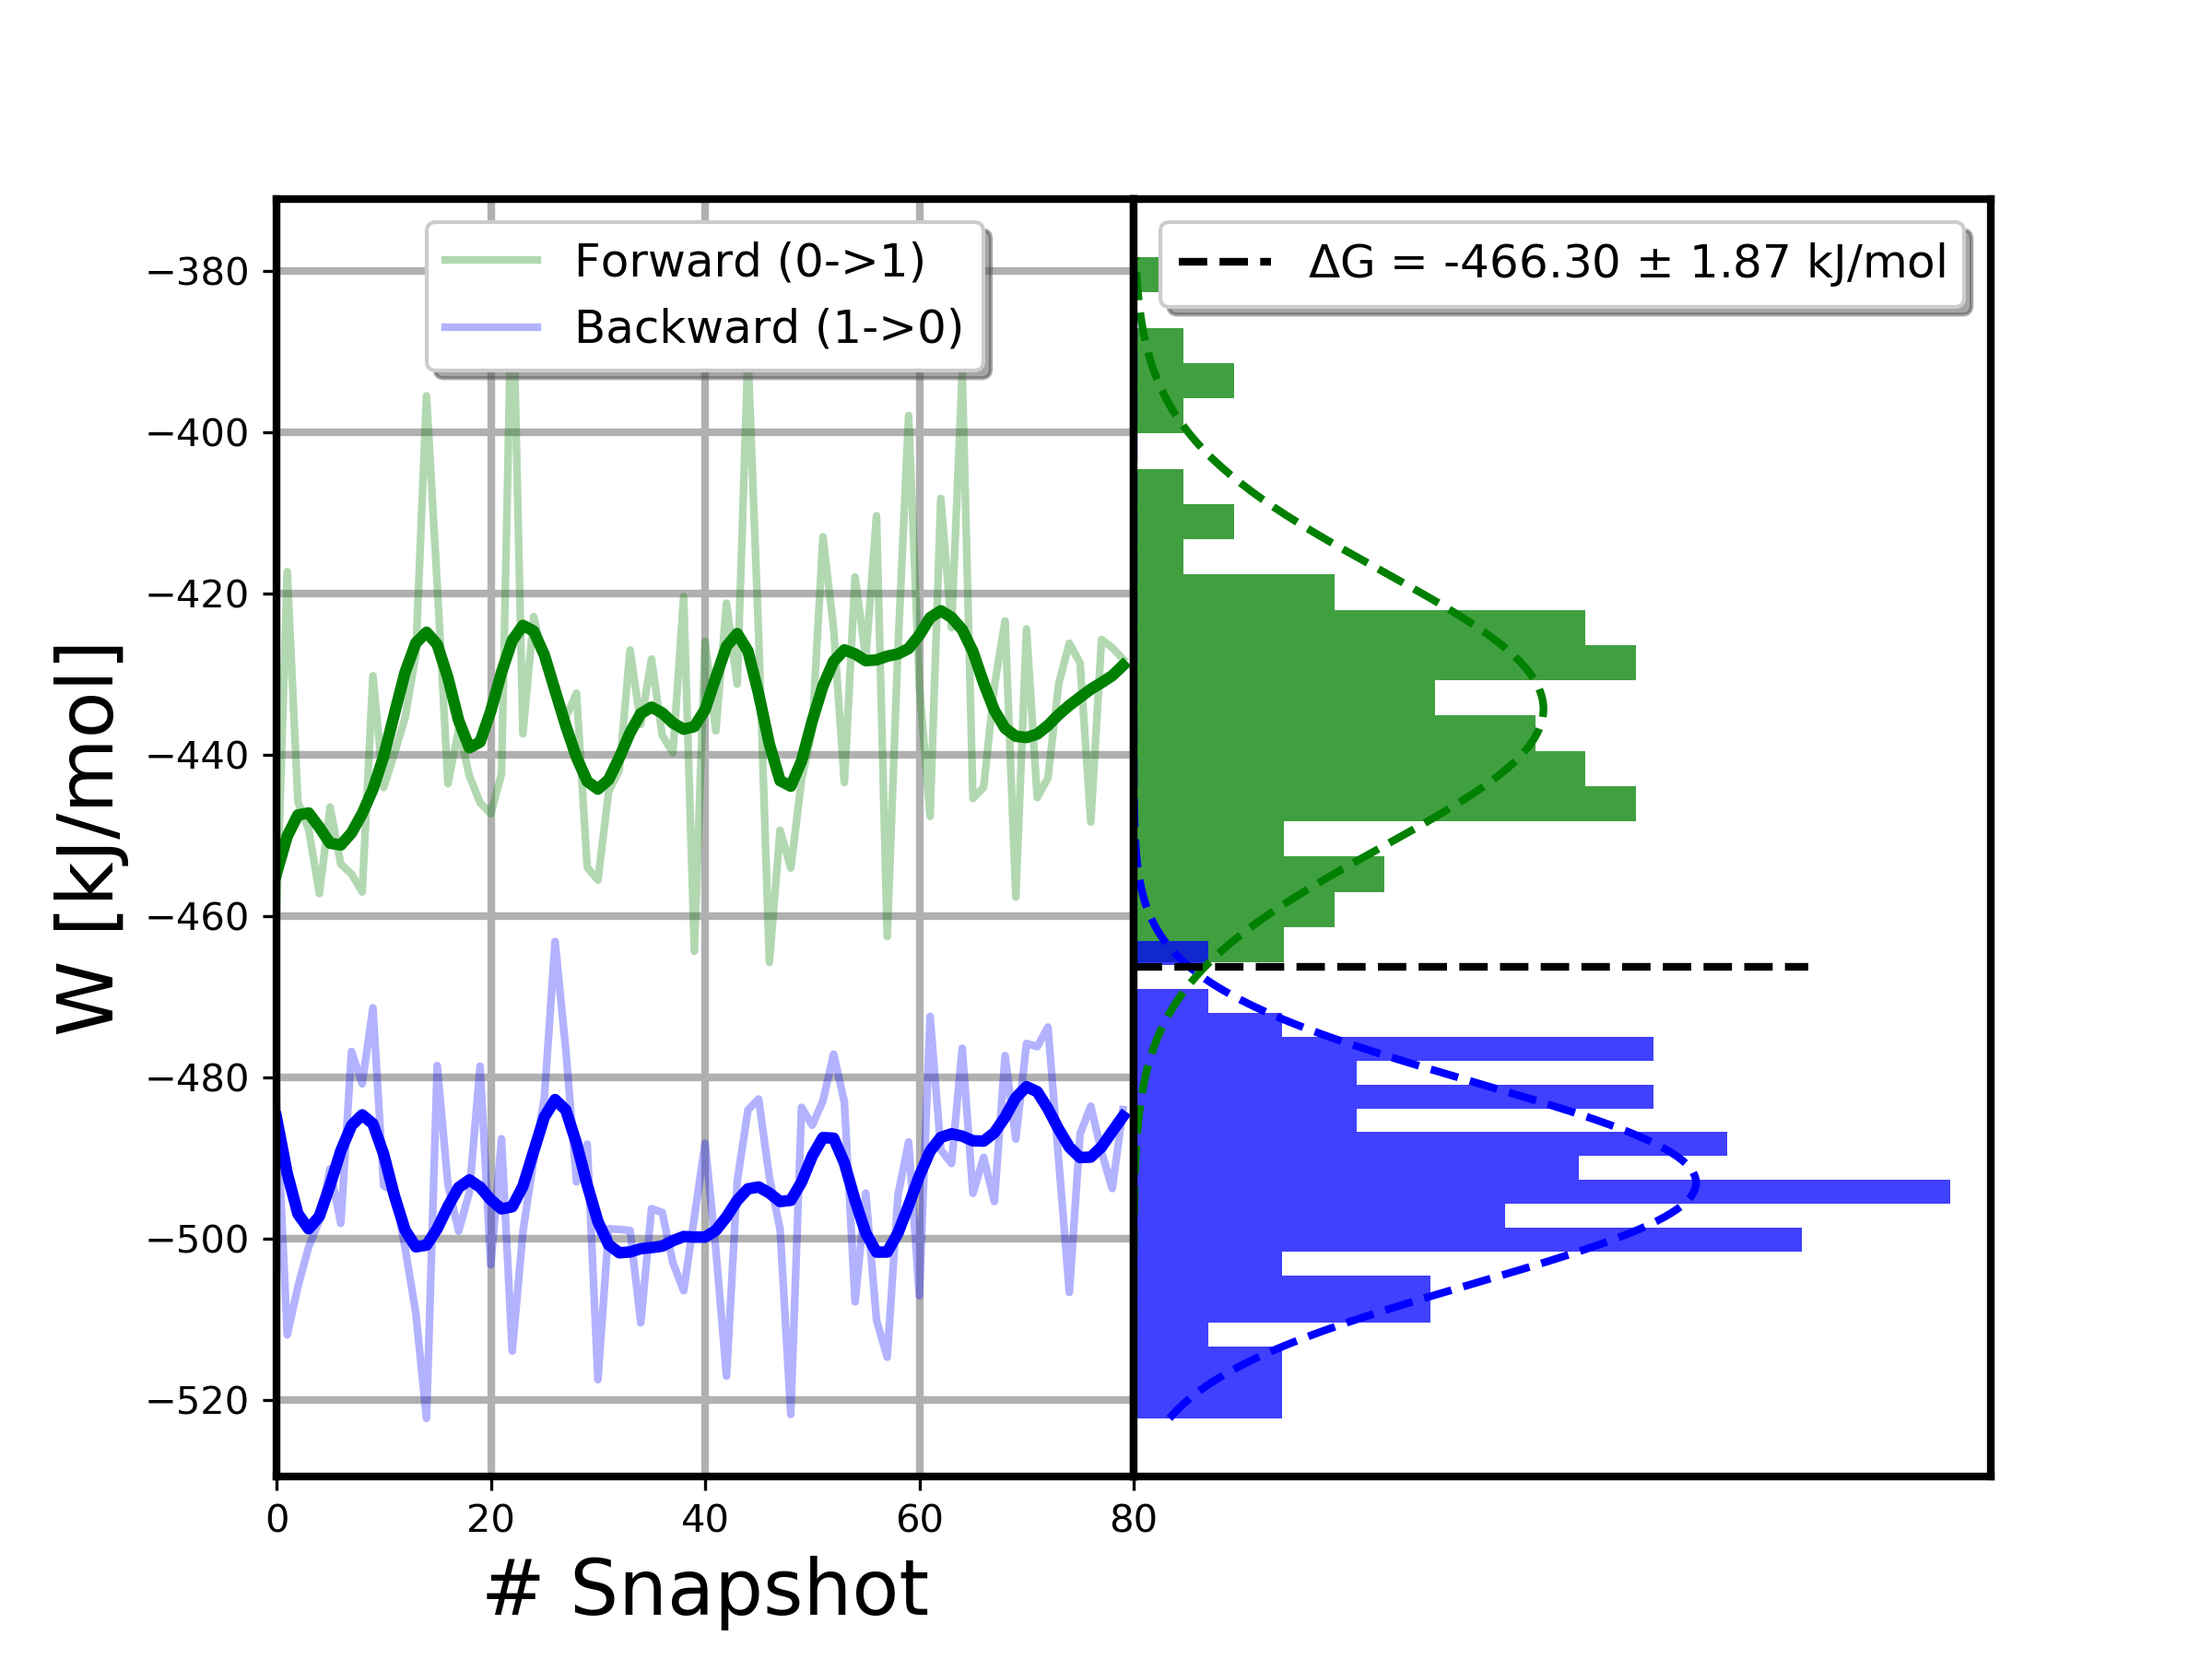 Forward (0->1)
Backward (1->0)
ΔG = -466.30 ± 1.87 kJ/mol
W [kJ/mol]
−380
−400
−420
−440
−460
−480
−500
−520
0 20 40 60 80
# Snapshot